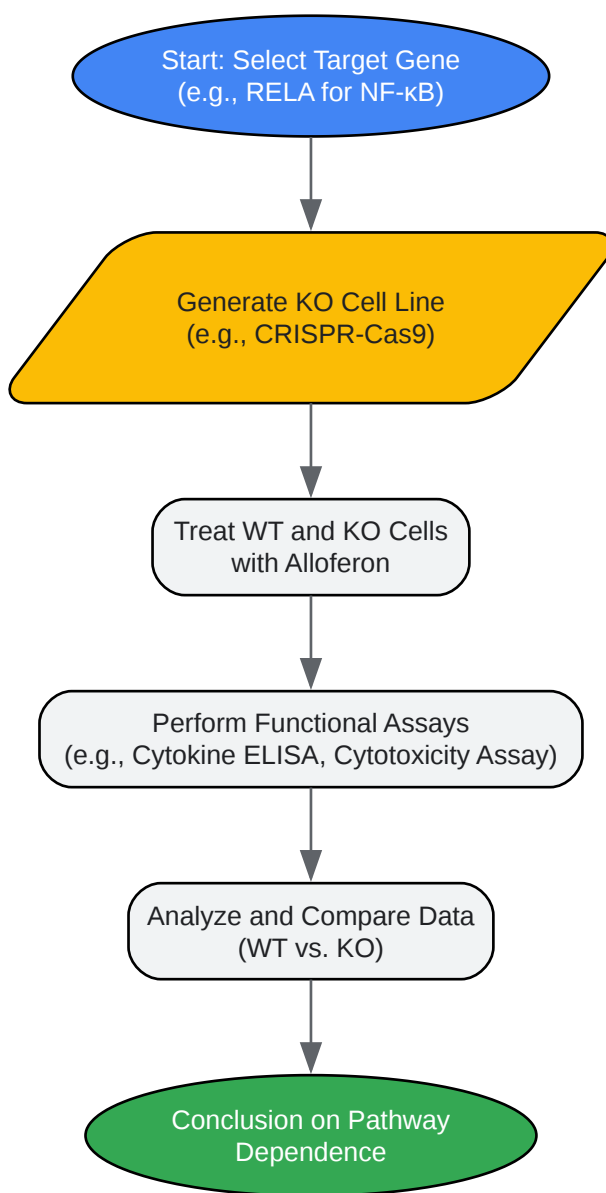 Start: Select Target Gene
(e.g., RELA for NF-κB)
Generate KO Cell Line
(e.g., CRISPR-Cas9)
Treat WT and KO Cells
with Alloferon
Perform Functional Assays
(e.g., Cytokine ELISA, Cytotoxicity Assay)
Analyze and Compare Data
(WT vs. KO)
Conclusion on Pathway
Dependence